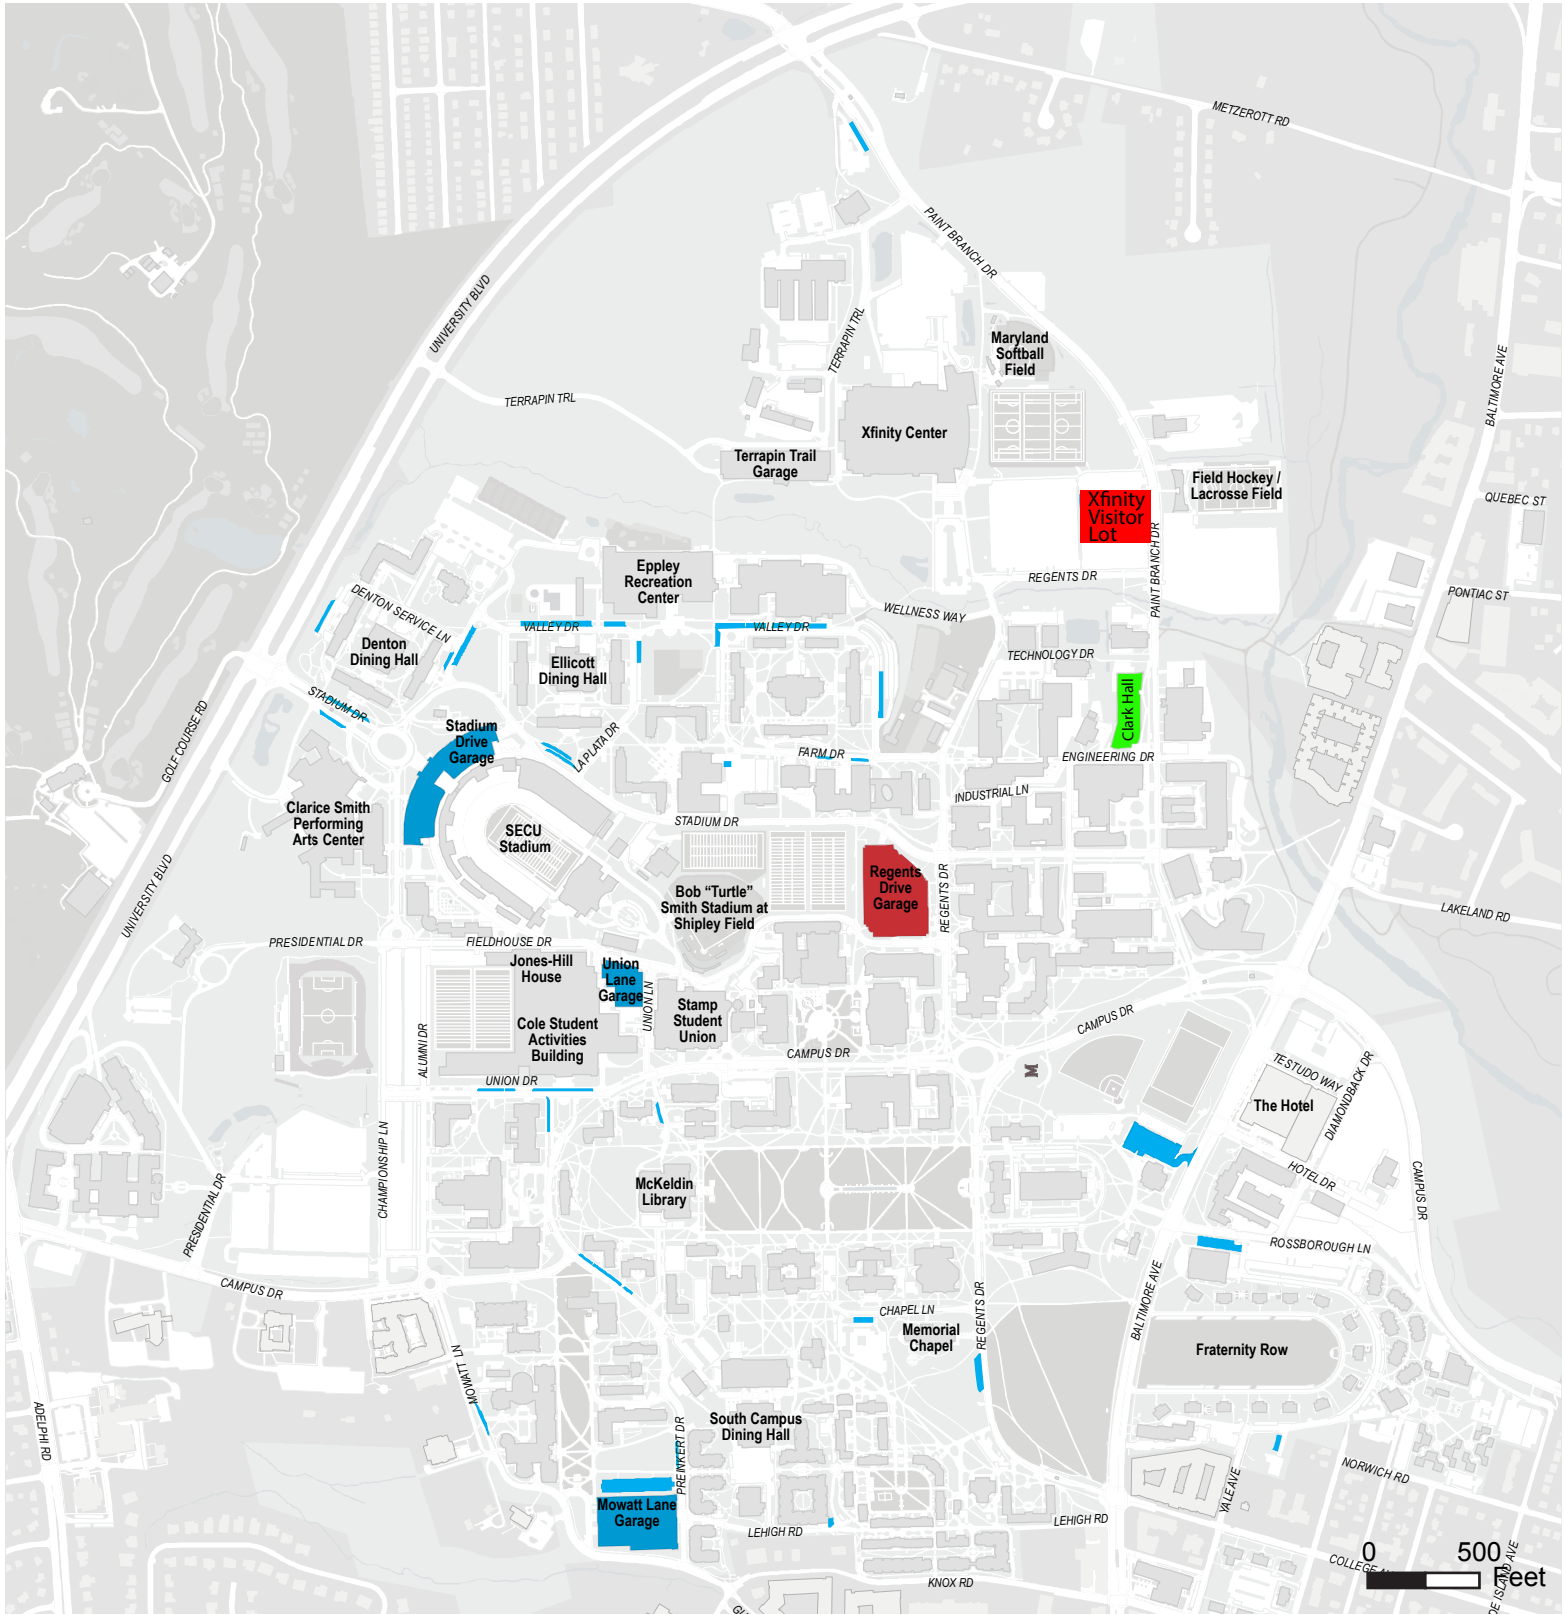 METZEROTT RD
PAINT BRANCH DR
UNIVERSITY BLVD
TERRAPIN TRL
BALTIMORE AVE
Maryland
Softball
Field
TERRAPIN TRL
Xfinity Center
Terrapin Trail
Garage
Field Hockey /
Lacrosse Field
QUEBEC ST
Xfinity
Visitor
Lot
PAINT BRANCH DR
REGENTS DR
PONTIAC ST
Eppley
Recreation
Center
DENTON SERVICE LN
WELLNESS WAY
VALLEY DR
VALLEY DR
Denton
Dining Hall
Ellicott
Dining Hall
TECHNOLOGY DR
Clark Hall
STADIUM DR
GOLF COURSE RD
Stadium
Drive
Garage
LA PLATA DR
FARM DR
ENGINEERING DR
INDUSTRIAL LN
Clarice Smith
Performing
Arts Center
SECU
Stadium
STADIUM DR
UNIVERSITY BLVD
Regents
Drive
Garage
REGENTS DR
Bob “Turtle”
Smith Stadium at
Shipley Field
LAKELAND RD
PRESIDENTIAL DR
FIELDHOUSE DR
Jones-Hill
House
Union
Lane
Garage
UNION LN
Stamp
Student
Union
Cole Student
Activities
Building
ALUMNI DR
CAMPUS DR
CAMPUS DR
M
TESTUDO WAY
DIAMONDBACK DR
UNION DR
The Hotel
CHAMPIONSHIP LN
McKeldin
Library
HOTEL DR
CAMPUS DR
PRESIDENTIAL DR
ROSSBOROUGH LN
CAMPUS DR
BALTIMORE AVE
REGENTS DR
CHAPEL LN
Memorial
Chapel
Fraternity Row
MOWATT LN
ADELPHI RD
South Campus
Dining Hall
PREINKERT DR
NORWICH RD
YALE AVE
Mowatt Lane
Garage
LEHIGH RD
LEHIGH RD
KNOX RD
0 500
Feet